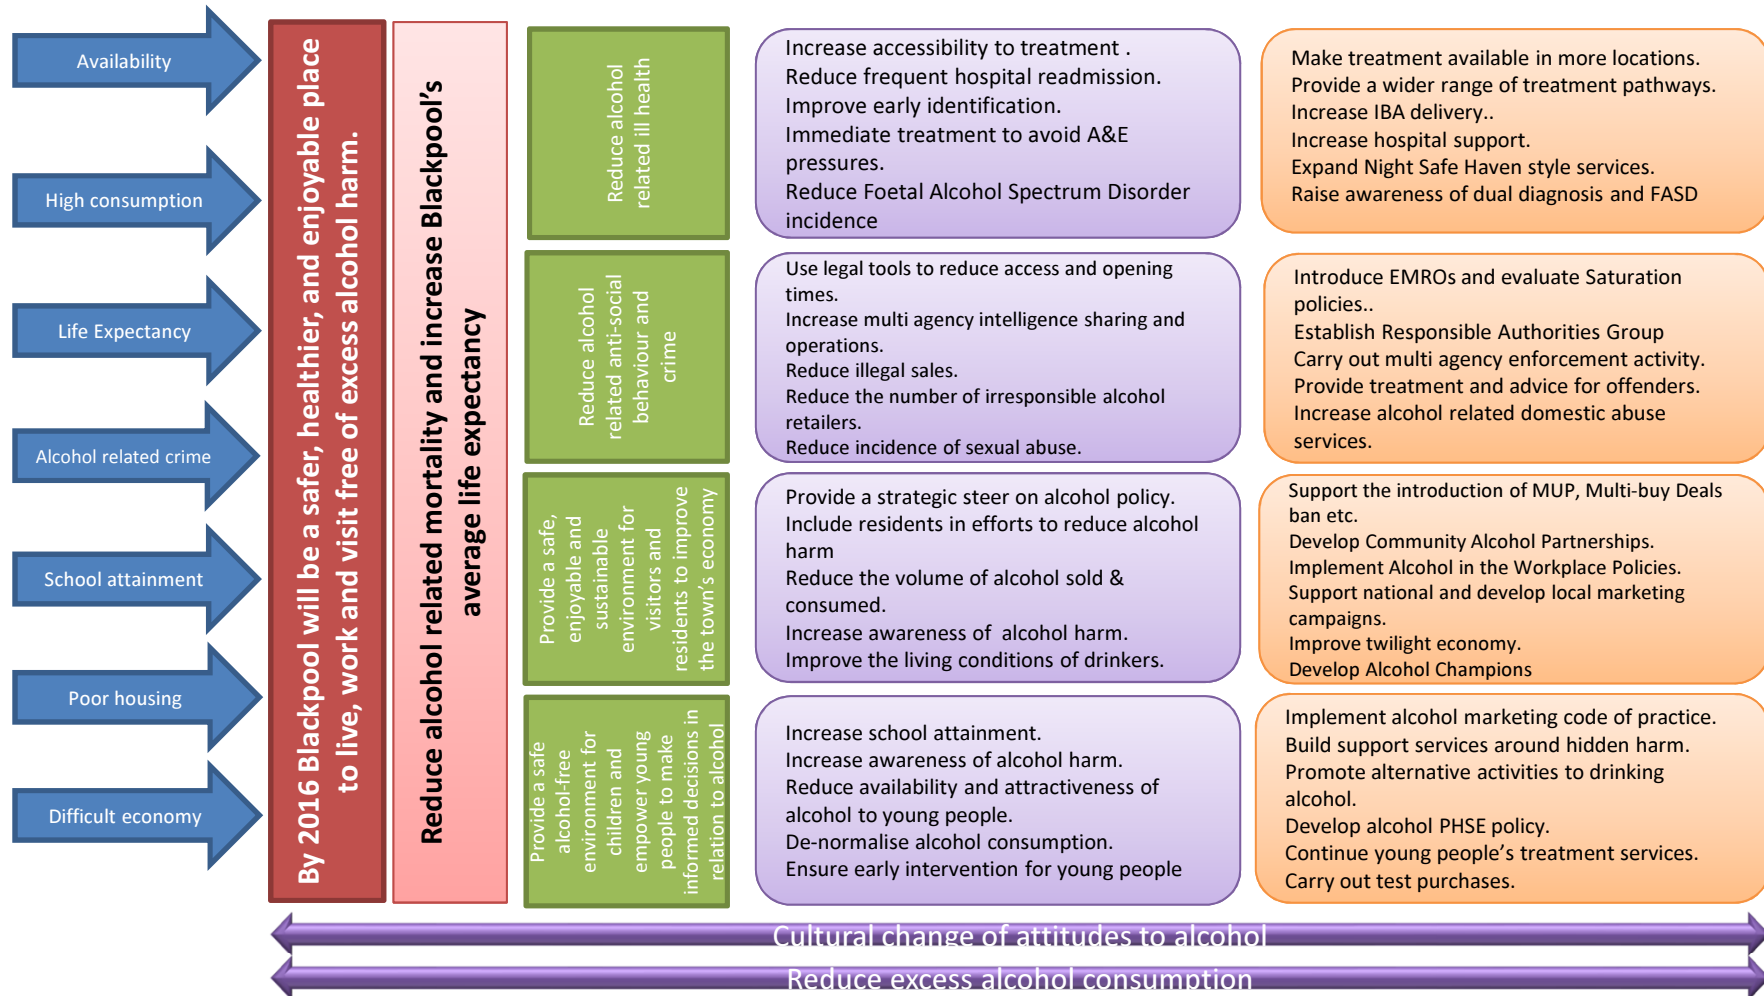 Availability
High consumption
Life Expectancy
Alcohol related crime
School attainment
Poor housing
Difficult economy
By 2016 Blackpool will be a safer, healthier, and enjoyable place
to live, work and visit free of excess alcohol harm.
Reduce alcohol related mortality and increase Blackpool’s
average life expectancy
Reduce alcohol
related ill health
Increase accessibility to treatment .
Reduce frequent hospital readmission.
Improve early identification.
Immediate treatment to avoid A&E
pressures.
Reduce Foetal Alcohol Spectrum Disorder
incidence
Make treatment available in more locations.
Provide a wider range of treatment pathways.
Increase IBA delivery..
Increase hospital support.
Expand Night Safe Haven style services.
Raise awareness of dual diagnosis and FASD
Reduce alcohol
related anti-social
behaviour and
crime
Use legal tools to reduce access and opening
times.
Increase multi agency intelligence sharing and
operations.
Reduce illegal sales.
Reduce the number of irresponsible alcohol
retailers.
Reduce incidence of sexual abuse.
Introduce EMROs and evaluate Saturation
policies..
Establish Responsible Authorities Group
Carry out multi agency enforcement activity.
Provide treatment and advice for offenders.
Increase alcohol related domestic abuse
services.
Provide a safe,
enjoyable and
sustainable
environment for
visitors and
residents to improve
the town’s economy
Provide a strategic steer on alcohol policy.
Include residents in efforts to reduce alcohol
harm
Reduce the volume of alcohol sold &
consumed.
Increase awareness of  alcohol harm.
Improve the living conditions of drinkers.
Support the introduction of MUP, Multi-buy Deals
ban etc.
Develop Community Alcohol Partnerships.
Implement Alcohol in the Workplace Policies.
Support national and develop local marketing
campaigns.
Improve twilight economy.
Develop Alcohol Champions
Provide a safe
alcohol-free
environment for
children and
empower young
people to make
informed decisions in
relation to alcohol
Increase school attainment.
Increase awareness of alcohol harm.
Reduce availability and attractiveness of
alcohol to young people.
De-normalise alcohol consumption.
Ensure early intervention for young people
Implement alcohol marketing code of practice.
Build support services around hidden harm.
Promote alternative activities to drinking
alcohol.
Develop alcohol PHSE policy.
Continue young people’s treatment services.
Carry out test purchases.
Cultural change of attitudes to alcohol
Reduce excess alcohol consumption